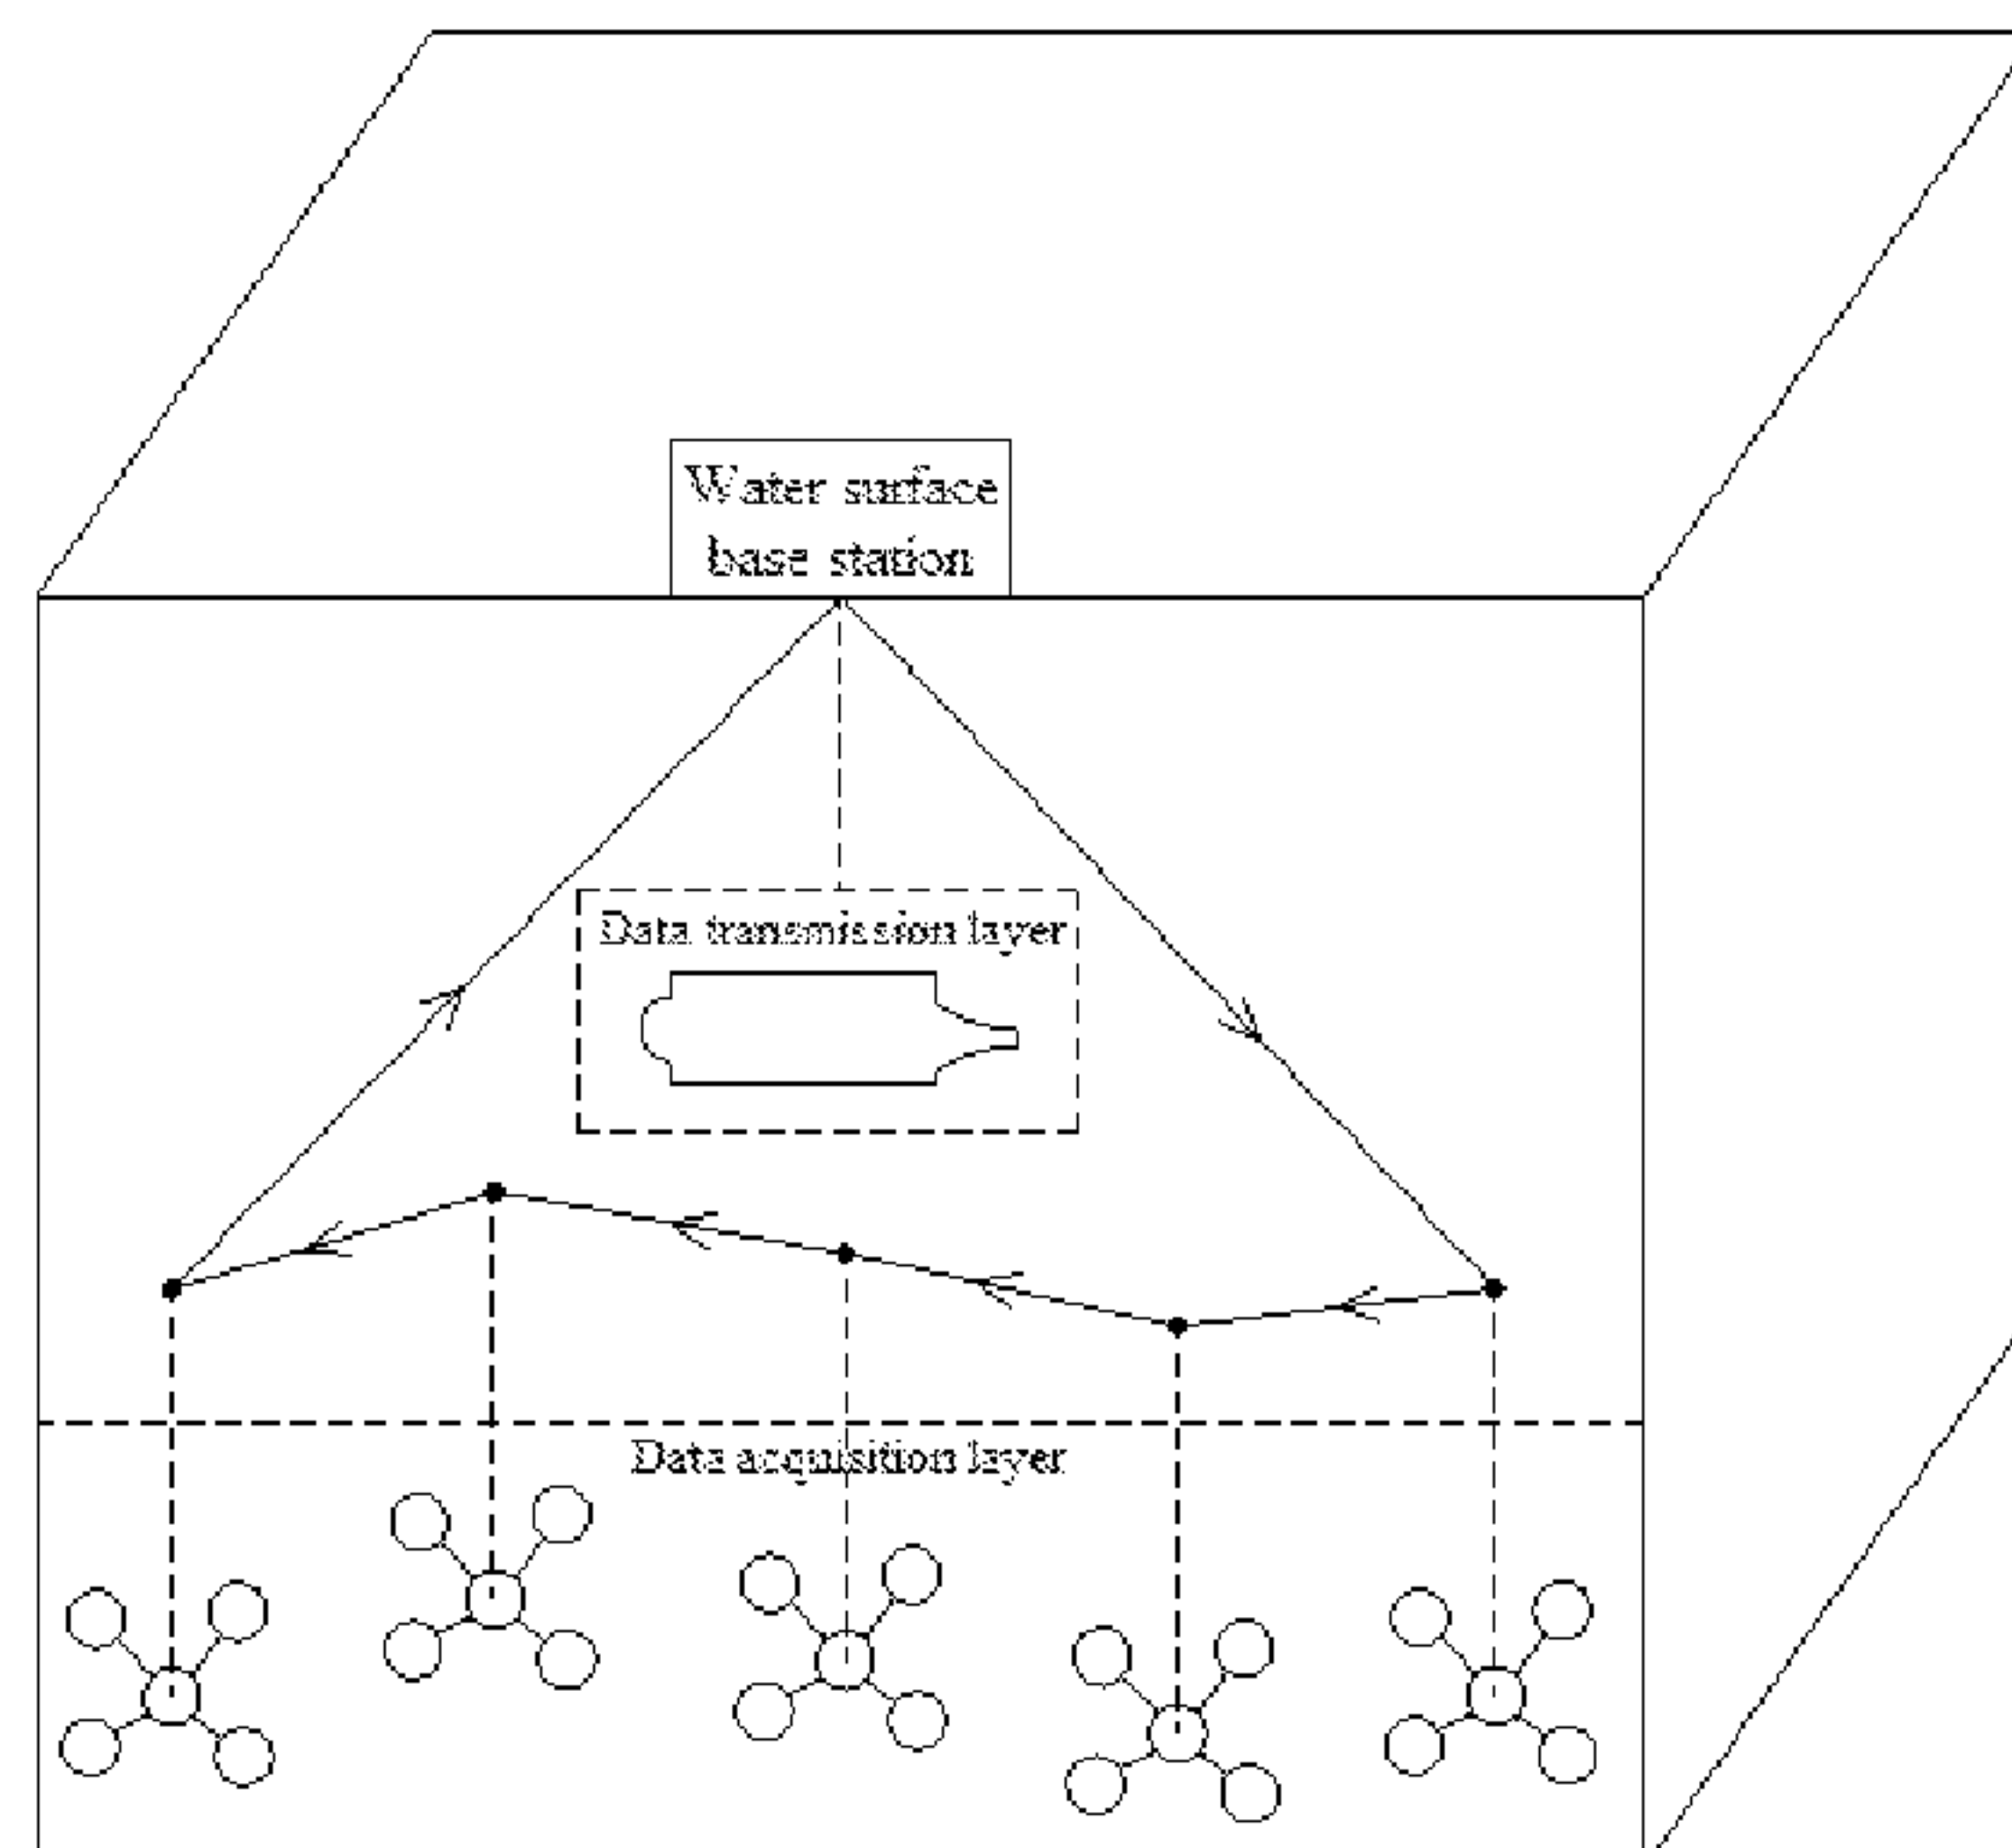 Water surface
base station
Data transmission layer
Data acquisition layer